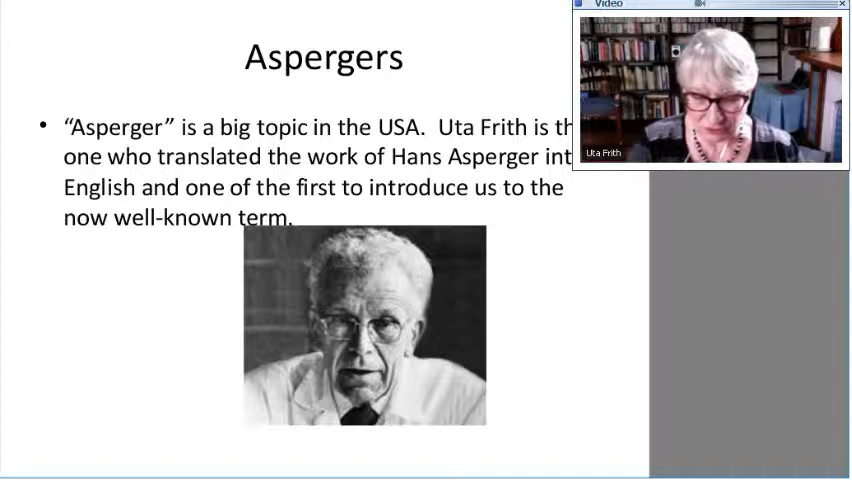 Video
Aspergers
• “Asperger” is a big topic in the USA. Uta Frith is th
one who translated the work of Hans Asperger int
English and one of the first to introduce us to the
now well-known term.
Uta Frith